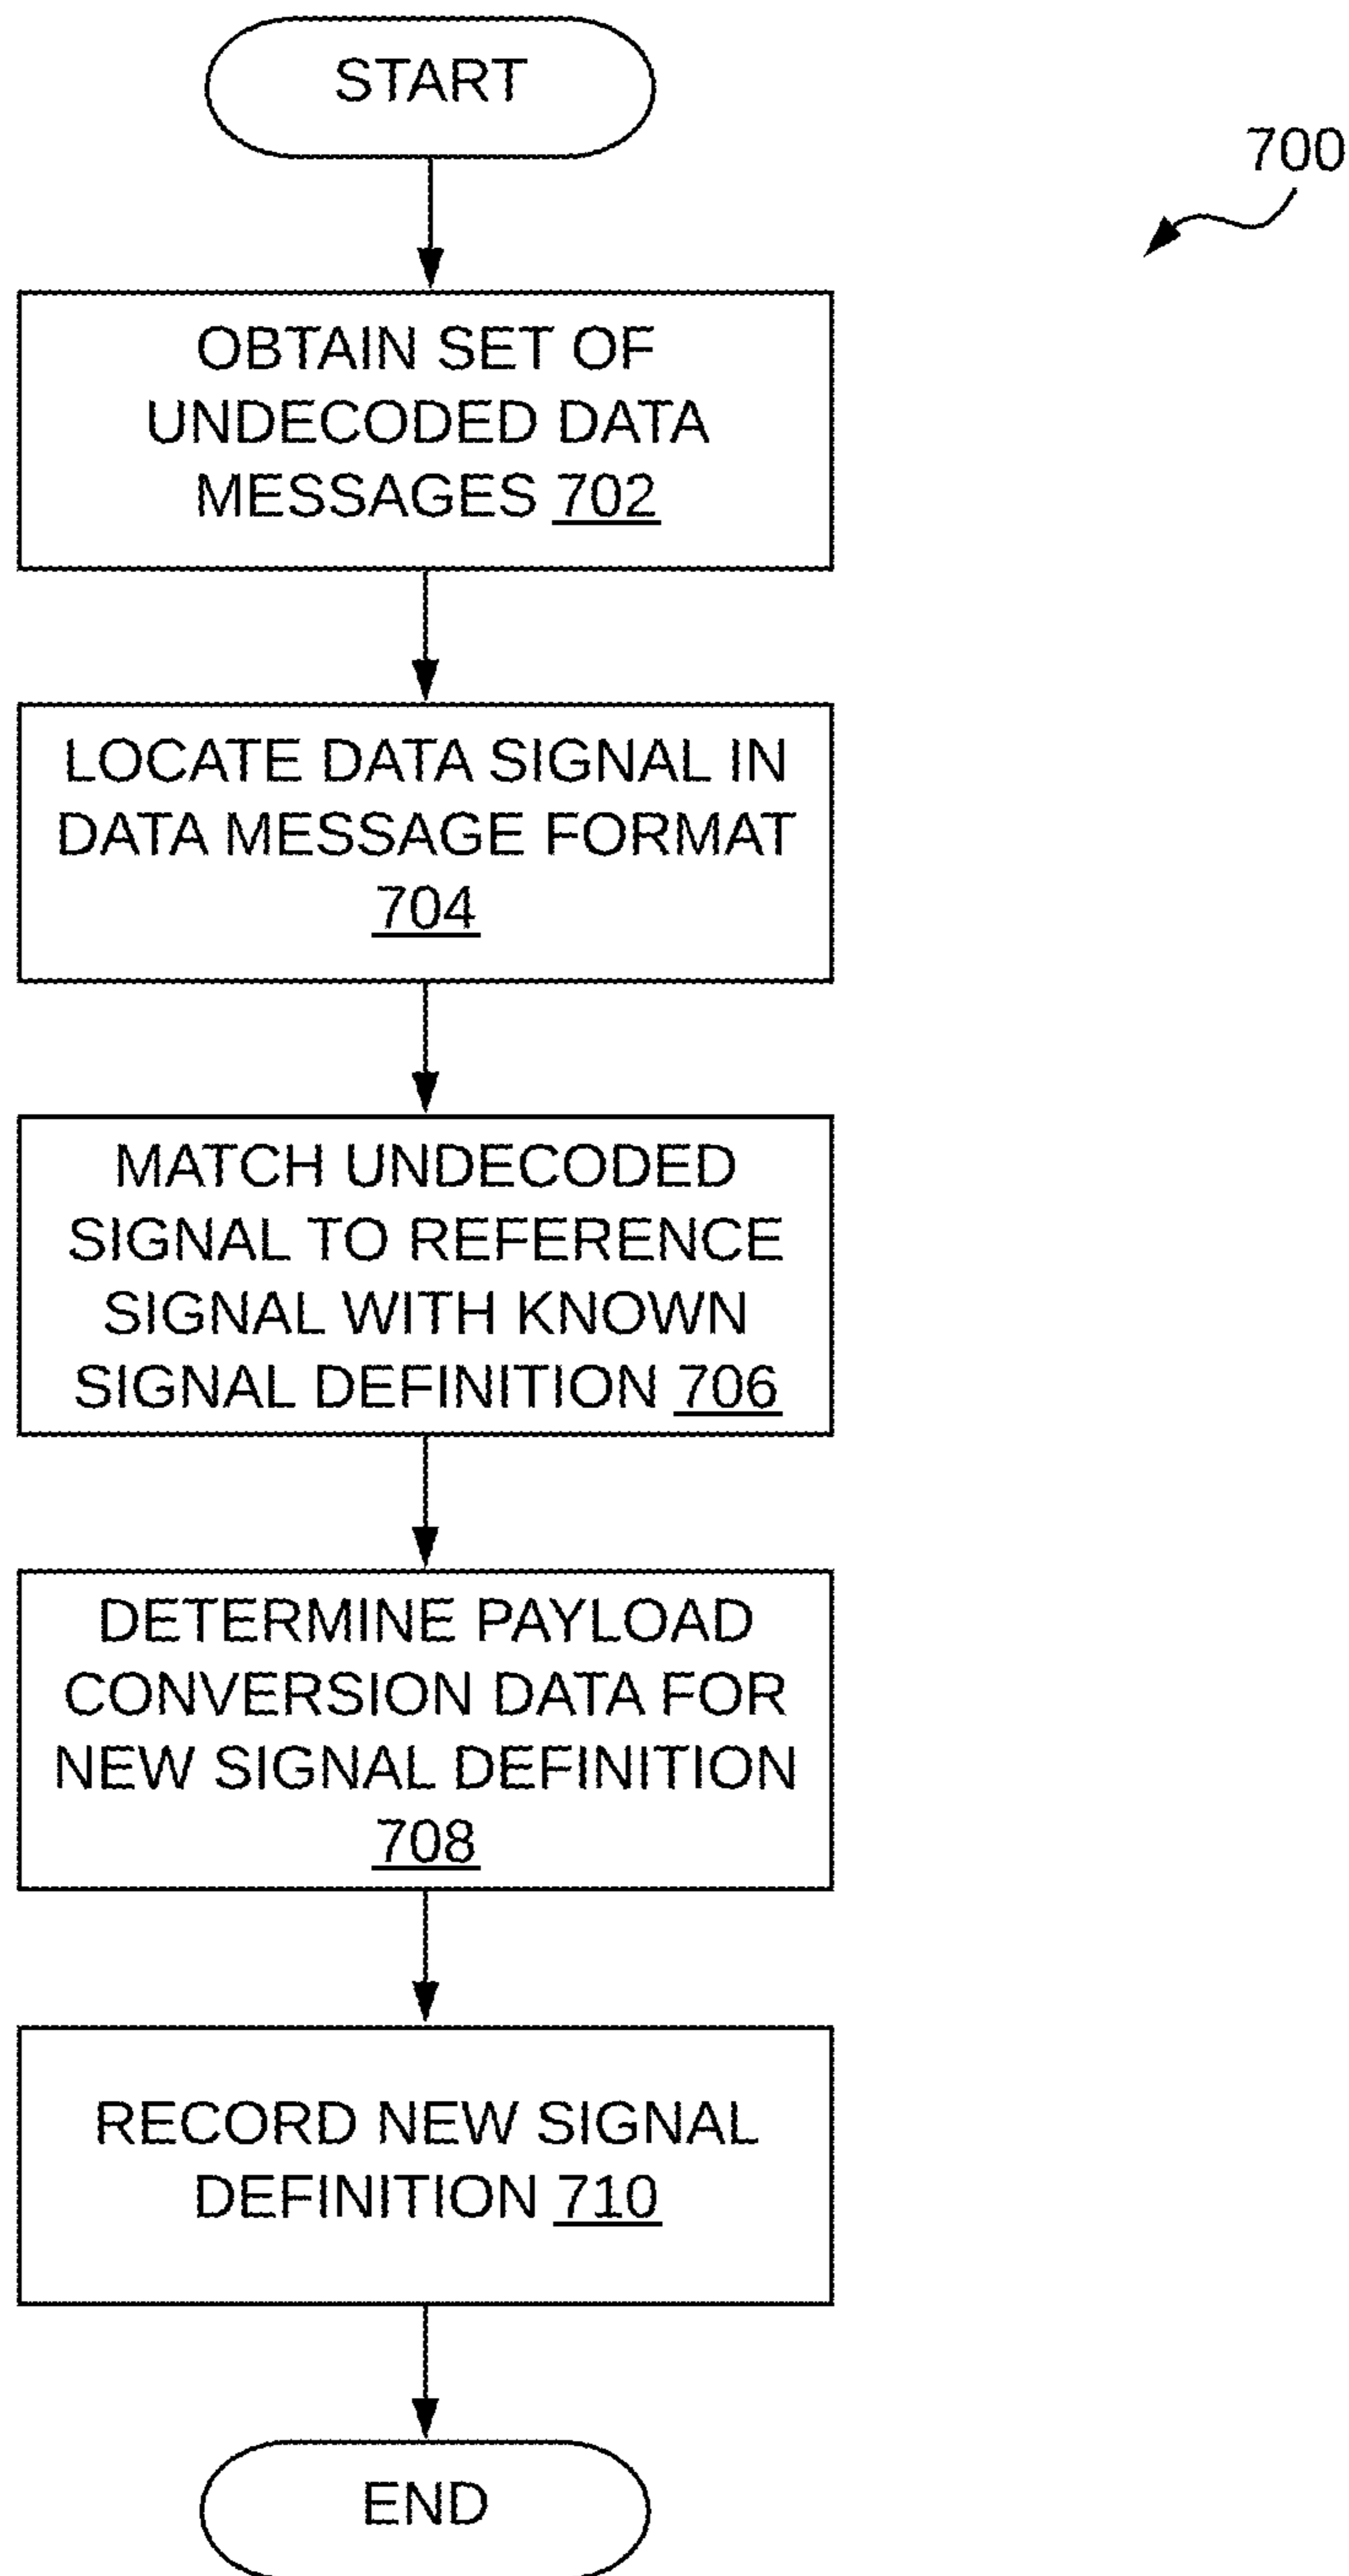 START
700
OBTAIN SET OF
UNDECODED DATA
MESSAGES 702
LOCATE DATA SIGNAL IN
DATA MESSAGE FORMAT
704
MATCH UNDECODED
SIGNAL TO REFERENCE
SIGNAL WITH KNOWN
SIGNAL DEFINITION 706
DETERMINE PAYLOAD
CONVERSION DATA FOR
NEW SIGNAL DEFINITION
708
RECORD NEW SIGNAL
DEFINITION 710
END